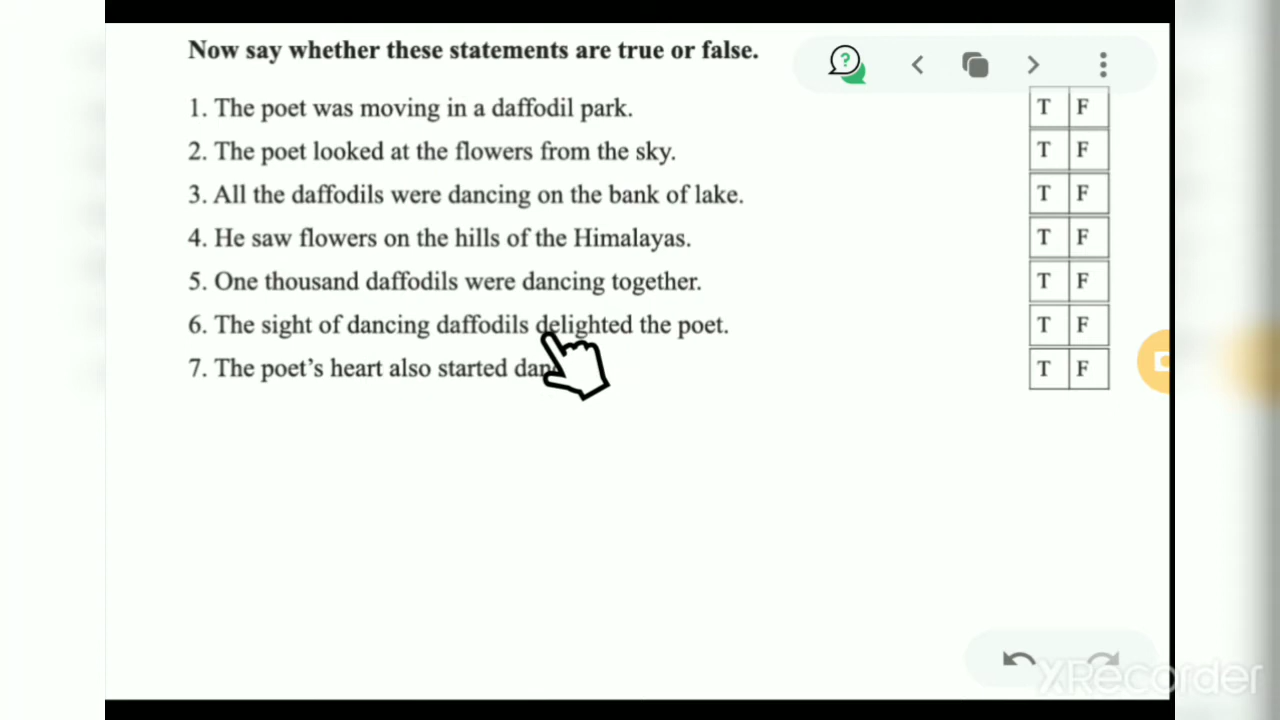 Now say whether these statements are true or false.
1. The poet was moving in a daffodil park. T F
2. The poet looked at the flowers from the sky. T F
3. All the daffodils were dancing on the bank of lake. T F
4. He saw flowers on the hills of the Himalayas. T F
5. One thousand daffodils were dancing together. T F
6. The sight of dancing daffodils delighted the poet. T F
7. The poet's heart also started T F
XRecorder